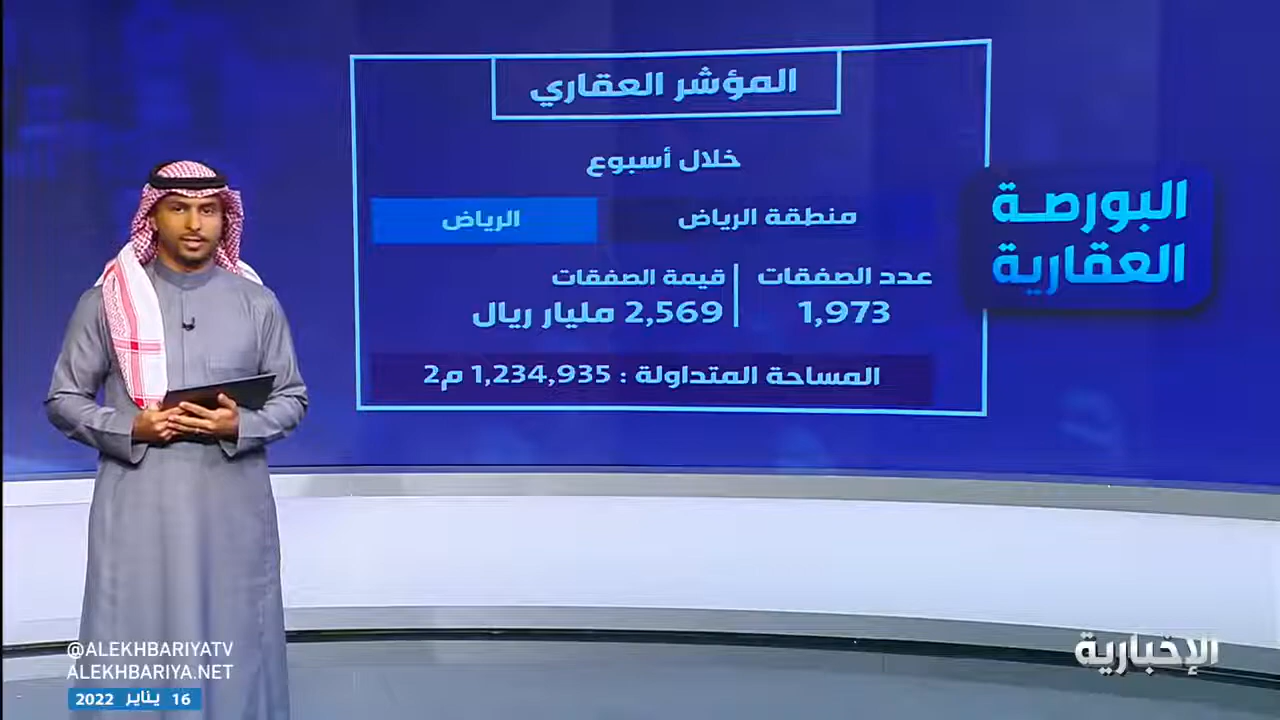 المؤشر العقاري
خلال أسبوع
منطقة الرياض
الرياض
عدد الصفقات
1,973
قيمة الصفقات
2,569 مليار ريال
المساحة المتداولة : 1,234,935 م2
البورصة
العقارية
@ALEKHBARIYATV
ALEKHBARIYA.NET
16 يناير 2022
الإخبارية